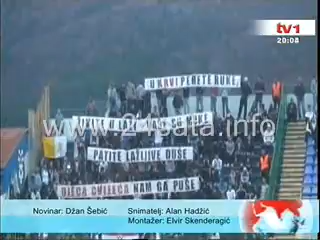 tv1
20:08
U KRVI PERETE RUKE,
www.24sata.info
PATITE LAŽLJIVE DUŠE
DJECA CVIJEĆA NAM GA PUŠE
Novinar: Džan Šebić
Snimatelj: Alan Hadžić
Montažer: Elvir Skenderagić